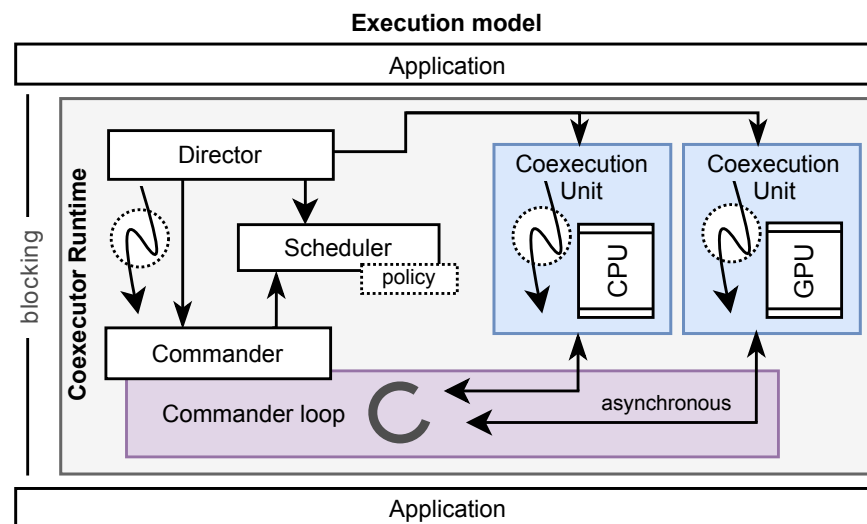 Execution model
Application
blocking
Coexecutor Runtime
Director
Scheduler
policy
Commander
Commander loop
Coexecution
Unit
CPU
Coexecution
Unit
GPU
asynchronous
Application